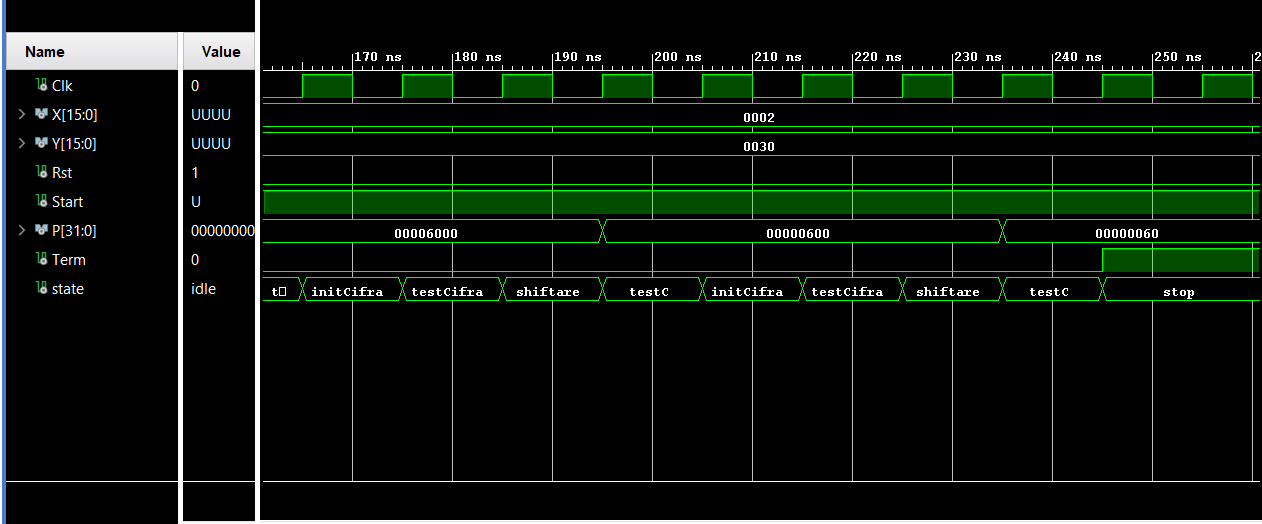 Name Value
170 ns 180 ns 190 ns 200 ns 210 ns 220 ns 230 ns 240 ns 250 ns 2
Clk 0
X[15:0] UUUU 0002
Y[15:0] UUUU 0030
Rst 1
Start U
P[31:0] 00000000 00006000 00000600 00000060
Term 0
state idle t□ initCifra testCifra shiftare testC initCifra testCifra shiftare testC stop